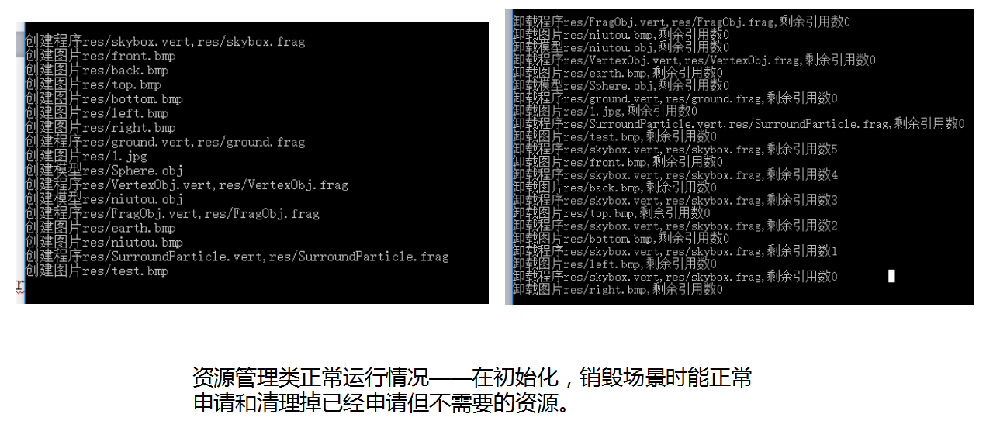 创建程序res/skybox.vert,res/skybox.frag
创建图片res/front.bmp
创建图片res/back.bmp
创建图片res/top.bmp
创建图片res/bottom.bmp
创建图片res/left.bmp
创建图片res/right.bmp
创建程序res/ground.vert,res/ground.frag
创建图片res/1.jpg
创建模型res/Sphere.obj
创建程序res/VertexObj.vert,res/VertexObj.frag
创建模型res/niutou.obj
创建程序res/FragObj.vert,res/FragObj.frag
创建图片res/earth.bmp
创建图片res/niutou.bmp
创建程序res/SurroundParticle.vert,res/SurroundParticle.frag
创建图片res/test.bmp
r
卸载程序res/FragObj.vert,res/FragObj.frag,剩余引用数0
卸载图片res/niutou.bmp,剩余引用数0
卸载模型res/niutou.obj,剩余引用数0
卸载程序res/VertexObj.vert,res/VertexObj.frag,剩余引用数0
卸载图片res/earth.bmp,剩余引用数0
卸载模型res/Sphere.obj,剩余引用数0
卸载程序res/ground.vert,res/ground.frag,剩余引用数0
卸载图片res/1.jpg,剩余引用数0
卸载程序res/SurroundParticle.vert,res/SurroundParticle.frag,剩余引用数0
卸载图片res/test.bmp,剩余引用数0
卸载程序res/skybox.vert,res/skybox.frag,剩余引用数5
卸载图片res/front.bmp,剩余引用数0
卸载程序res/skybox.vert,res/skybox.frag,剩余引用数4
卸载图片res/back.bmp,剩余引用数0
卸载程序res/skybox.vert,res/skybox.frag,剩余引用数3
卸载图片res/top.bmp,剩余引用数0
卸载程序res/skybox.vert,res/skybox.frag,剩余引用数2
卸载图片res/bottom.bmp,剩余引用数0
卸载程序res/skybox.vert,res/skybox.frag,剩余引用数1
卸载图片res/left.bmp,剩余引用数0
卸载程序res/skybox.vert,res/skybox.frag,剩余引用数0
卸载图片res/right.bmp,剩余引用数0
资源管理类正常运行情况——在初始化，销毁场景时能正常
申请和清理掉已经申请但不需要的资源。